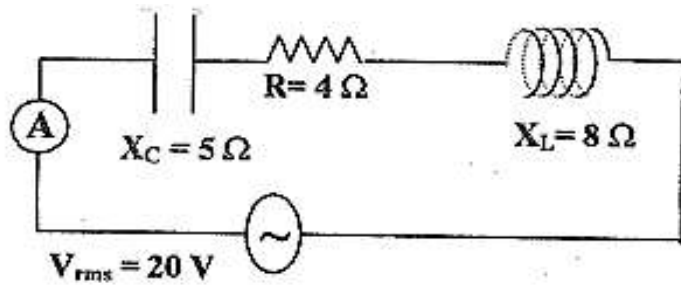 R= 4 Ω
A
X_C = 5 Ω
X_L= 8 Ω
~
V_rms = 20 V